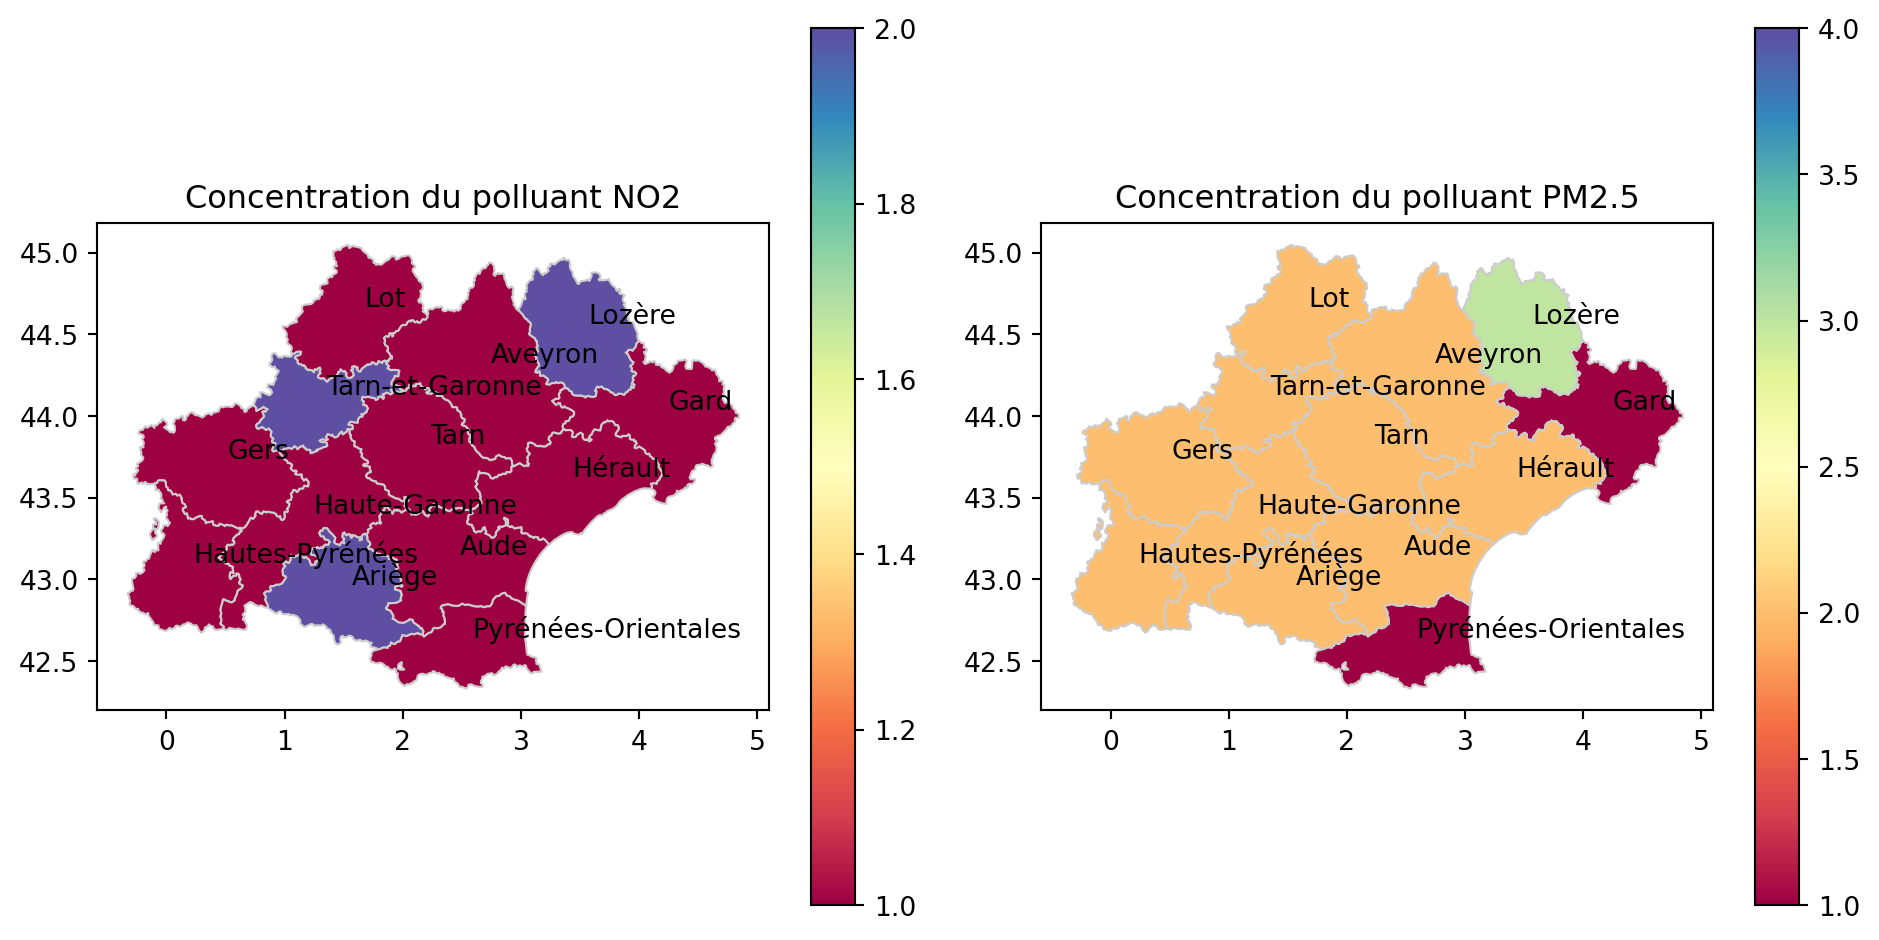 Concentration du polluant NO2
45.0
44.5
44.0
43.5
43.0
42.5
0 1 2 3 4 5
Lot
Lozère
Aveyron
Tarn-et-Garonne
Gard
Tarn
Gers
Hérault
Haute-Garonne
Aude
Hautes-Pyrénées
Ariège
Pyrénées-Orientales
2.0
1.8
1.6
1.4
1.2
1.0
Concentration du polluant PM2.5
45.0
44.5
44.0
43.5
43.0
42.5
0 1 2 3 4 5
Lot
Lozère
Aveyron
Tarn-et-Garonne
Gard
Tarn
Gers
Hérault
Haute-Garonne
Aude
Hautes-Pyrénées
Ariège
Pyrénées-Orientales
4.0
3.5
3.0
2.5
2.0
1.5
1.0